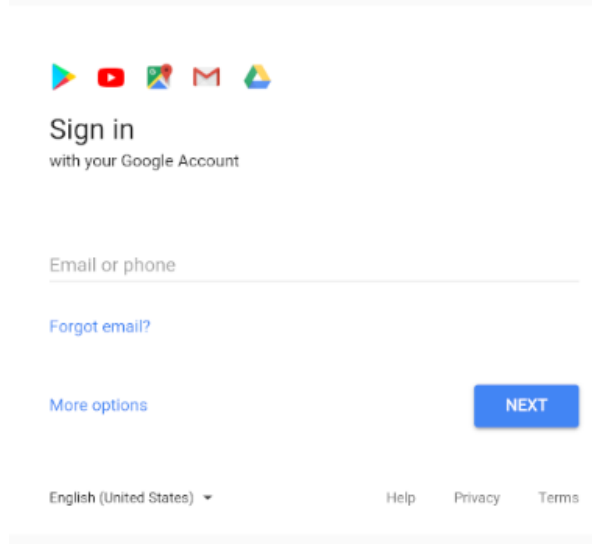 Sign in
with your Google Account
Email or phone
Forgot email?
More options NEXT
English (United States) Help Privacy Terms